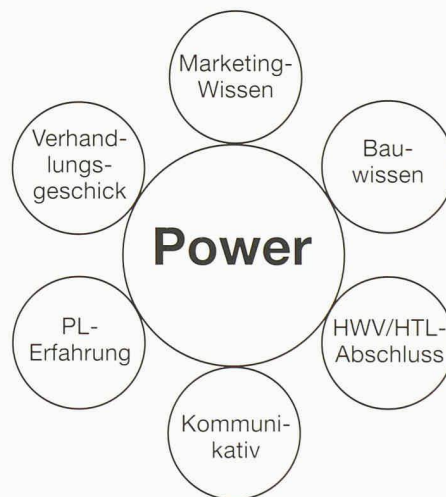 Marketing-
Wissen
Verhand-
lungs-
geschick
Bau-
wissen
Power
PL-
Erfahrung
HWV/HTL-
Abschluss
Kommuni-
kativ